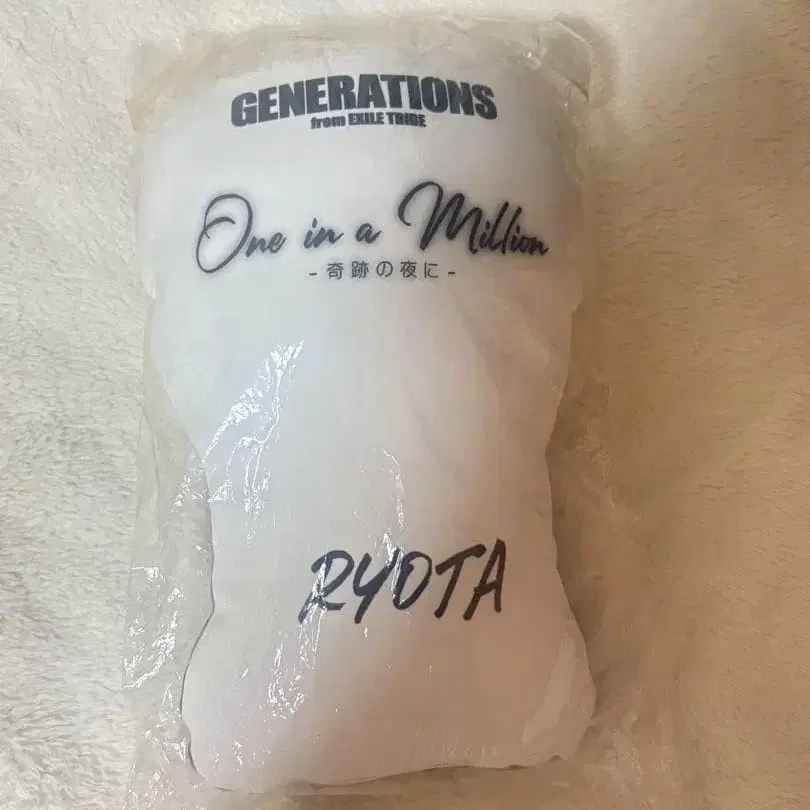 GENERATIONS
from EXILE TRIBE
One in a Million
-奇跡の夜に-
RYOTA